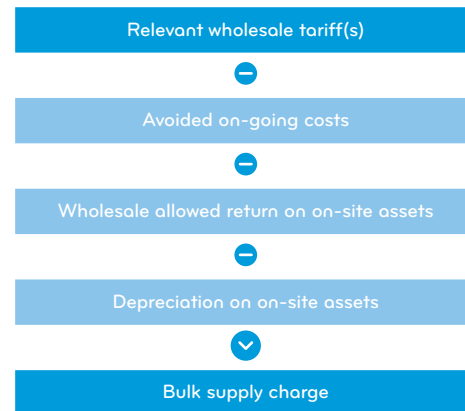 Relevant wholesale tariff(s)
Avoided on-going costs
Wholesale allowed return on on-site assets
Depreciation on on-site assets
Bulk supply charge